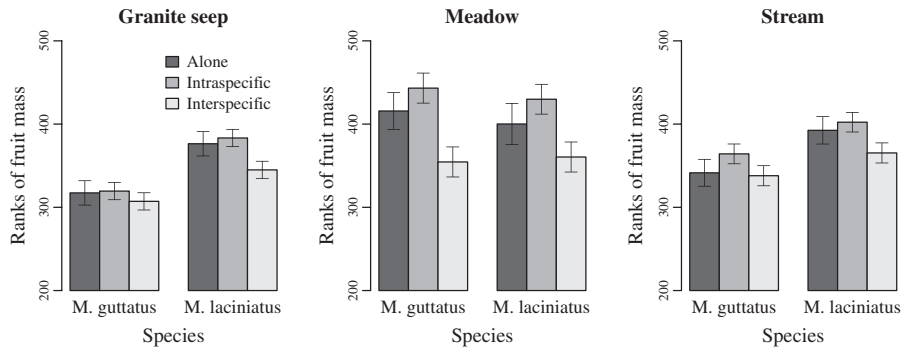 Granite seep
Ranks of fruit mass
500
400
300
200
Alone
Intraspecific
Interspecific
M. guttatus
M. laciniatus
Species
Meadow
Ranks of fruit mass
500
400
300
200
M. guttatus
M. laciniatus
Species
Stream
Ranks of fruit mass
500
400
300
200
M. guttatus
M. laciniatus
Species